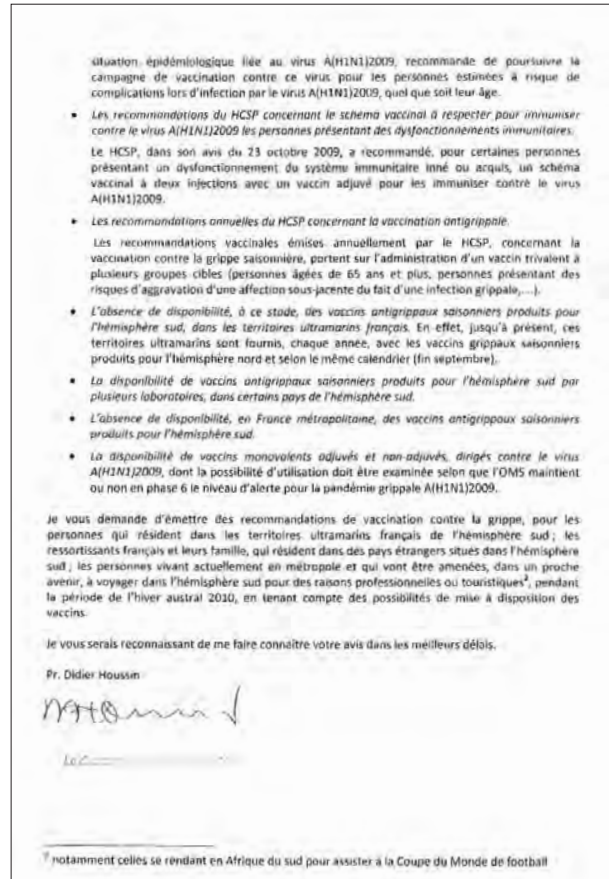 situation épidémiologique liée au virus A(H1N1)2009, recommande de poursuivre la
campagne de vaccination contre ce virus pour les personnes estimées à risque de
complications lors d'infection par le virus A(H1N1)2009, quel que soit leur âge.
• Les recommandations du HCSP concernant le schéma vaccinal à respecter pour immuniser
contre le virus A(H1N1)2009 les personnes présentant des dysfonctionnements immunitaires.
Le HCSP, dans son avis du 23 octobre 2009, a recommandé, pour certaines personnes
présentant un dysfonctionnement du système immunitaire inné ou acquis, un schéma
vaccinal à deux injections avec un vaccin adjuvé pour les immuniser contre le virus
A(H1N1)2009.
• Les recommandations annuelles du HCSP concernant la vaccination antigrippale.
Les recommandations vaccinales émises annuellement par le HCSP, concernant la
vaccination contre la grippe saisonnière, portent sur l'administration d'un vaccin trivalent à
plusieurs groupes cibles (personnes âgées de 65 ans et plus, personnes présentant des
risques d'aggravation d'une affection sous-jacente du fait d'une infection grippale,...).
• L'absence de disponibilité, à ce stade, des vaccins antigrippaux saisonniers produits pour
l'hémisphère sud, dans les territoires ultramarins français. En effet, jusqu'à présent, ces
territoires ultramarins sont fournis, chaque année, avec les vaccins grippaux saisonniers
produits pour l'hémisphère nord et selon le même calendrier (fin septembre).
• La disponibilité de vaccins antigrippaux saisonniers produits pour l'hémisphère sud par
plusieurs laboratoires, dans certains pays de l'hémisphère sud.
• L'absence de disponibilité, en France métropolitaine, des vaccins antigrippaux saisonniers
produits pour l'hémisphère sud.
• La disponibilité de vaccins monovalents adjuvés et non-adjuvés, dirigés contre le virus
A(H1N1)2009, dont la possibilité d'utilisation doit être examinée selon que l'OMS maintient
ou non en phase 6 le niveau d'alerte pour la pandémie grippale A(H1N1)2009.
Je vous demande d'émettre des recommandations de vaccination contre la grippe, pour les
personnes qui résident dans les territoires ultramarins français de l'hémisphère sud ; les
ressortissants français et leurs famille, qui résident dans des pays étrangers situés dans l'hémisphère
sud ; les personnes vivant actuellement en métropole et qui vont être amenées, dans un proche
avenir, à voyager dans l'hémisphère sud pour des raisons professionnelles ou touristiques², pendant
la période de l'hiver austral 2010, en tenant compte des possibilités de mise à disposition des
vaccins.
Je vous serais reconnaissant de me faire connaître votre avis dans les meilleurs délais.
Pr. Didier Houssin
² notamment celles se rendant en Afrique du sud pour assister à la Coupe du Monde de football